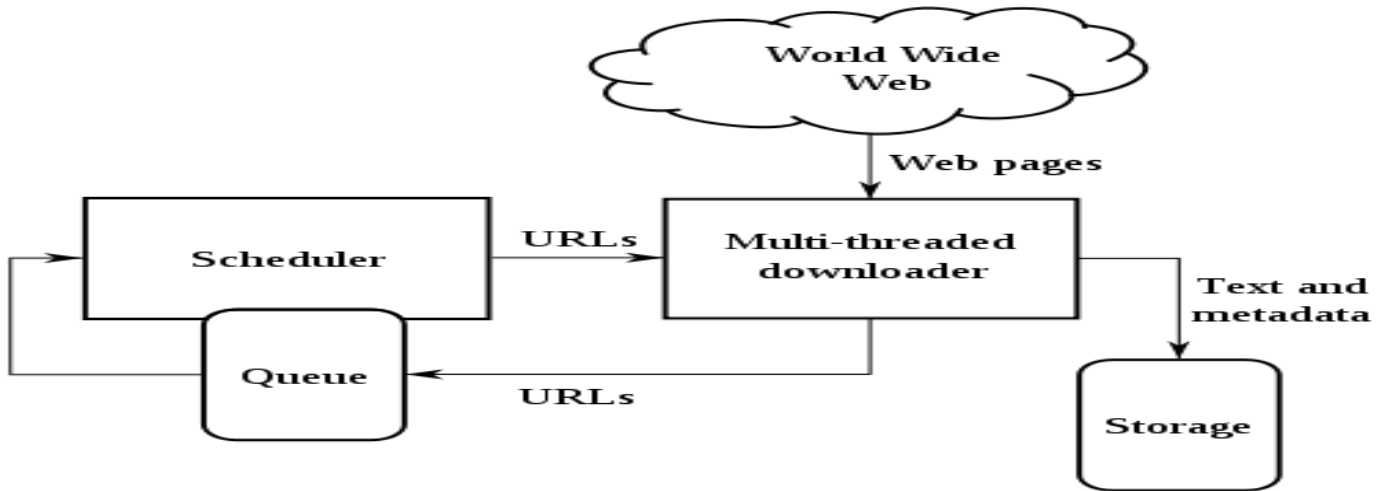 World Wide
Web
Web pages
Scheduler
URLs
Multi-threaded
downloader
Text and
metadata
Queue
URLs
Storage